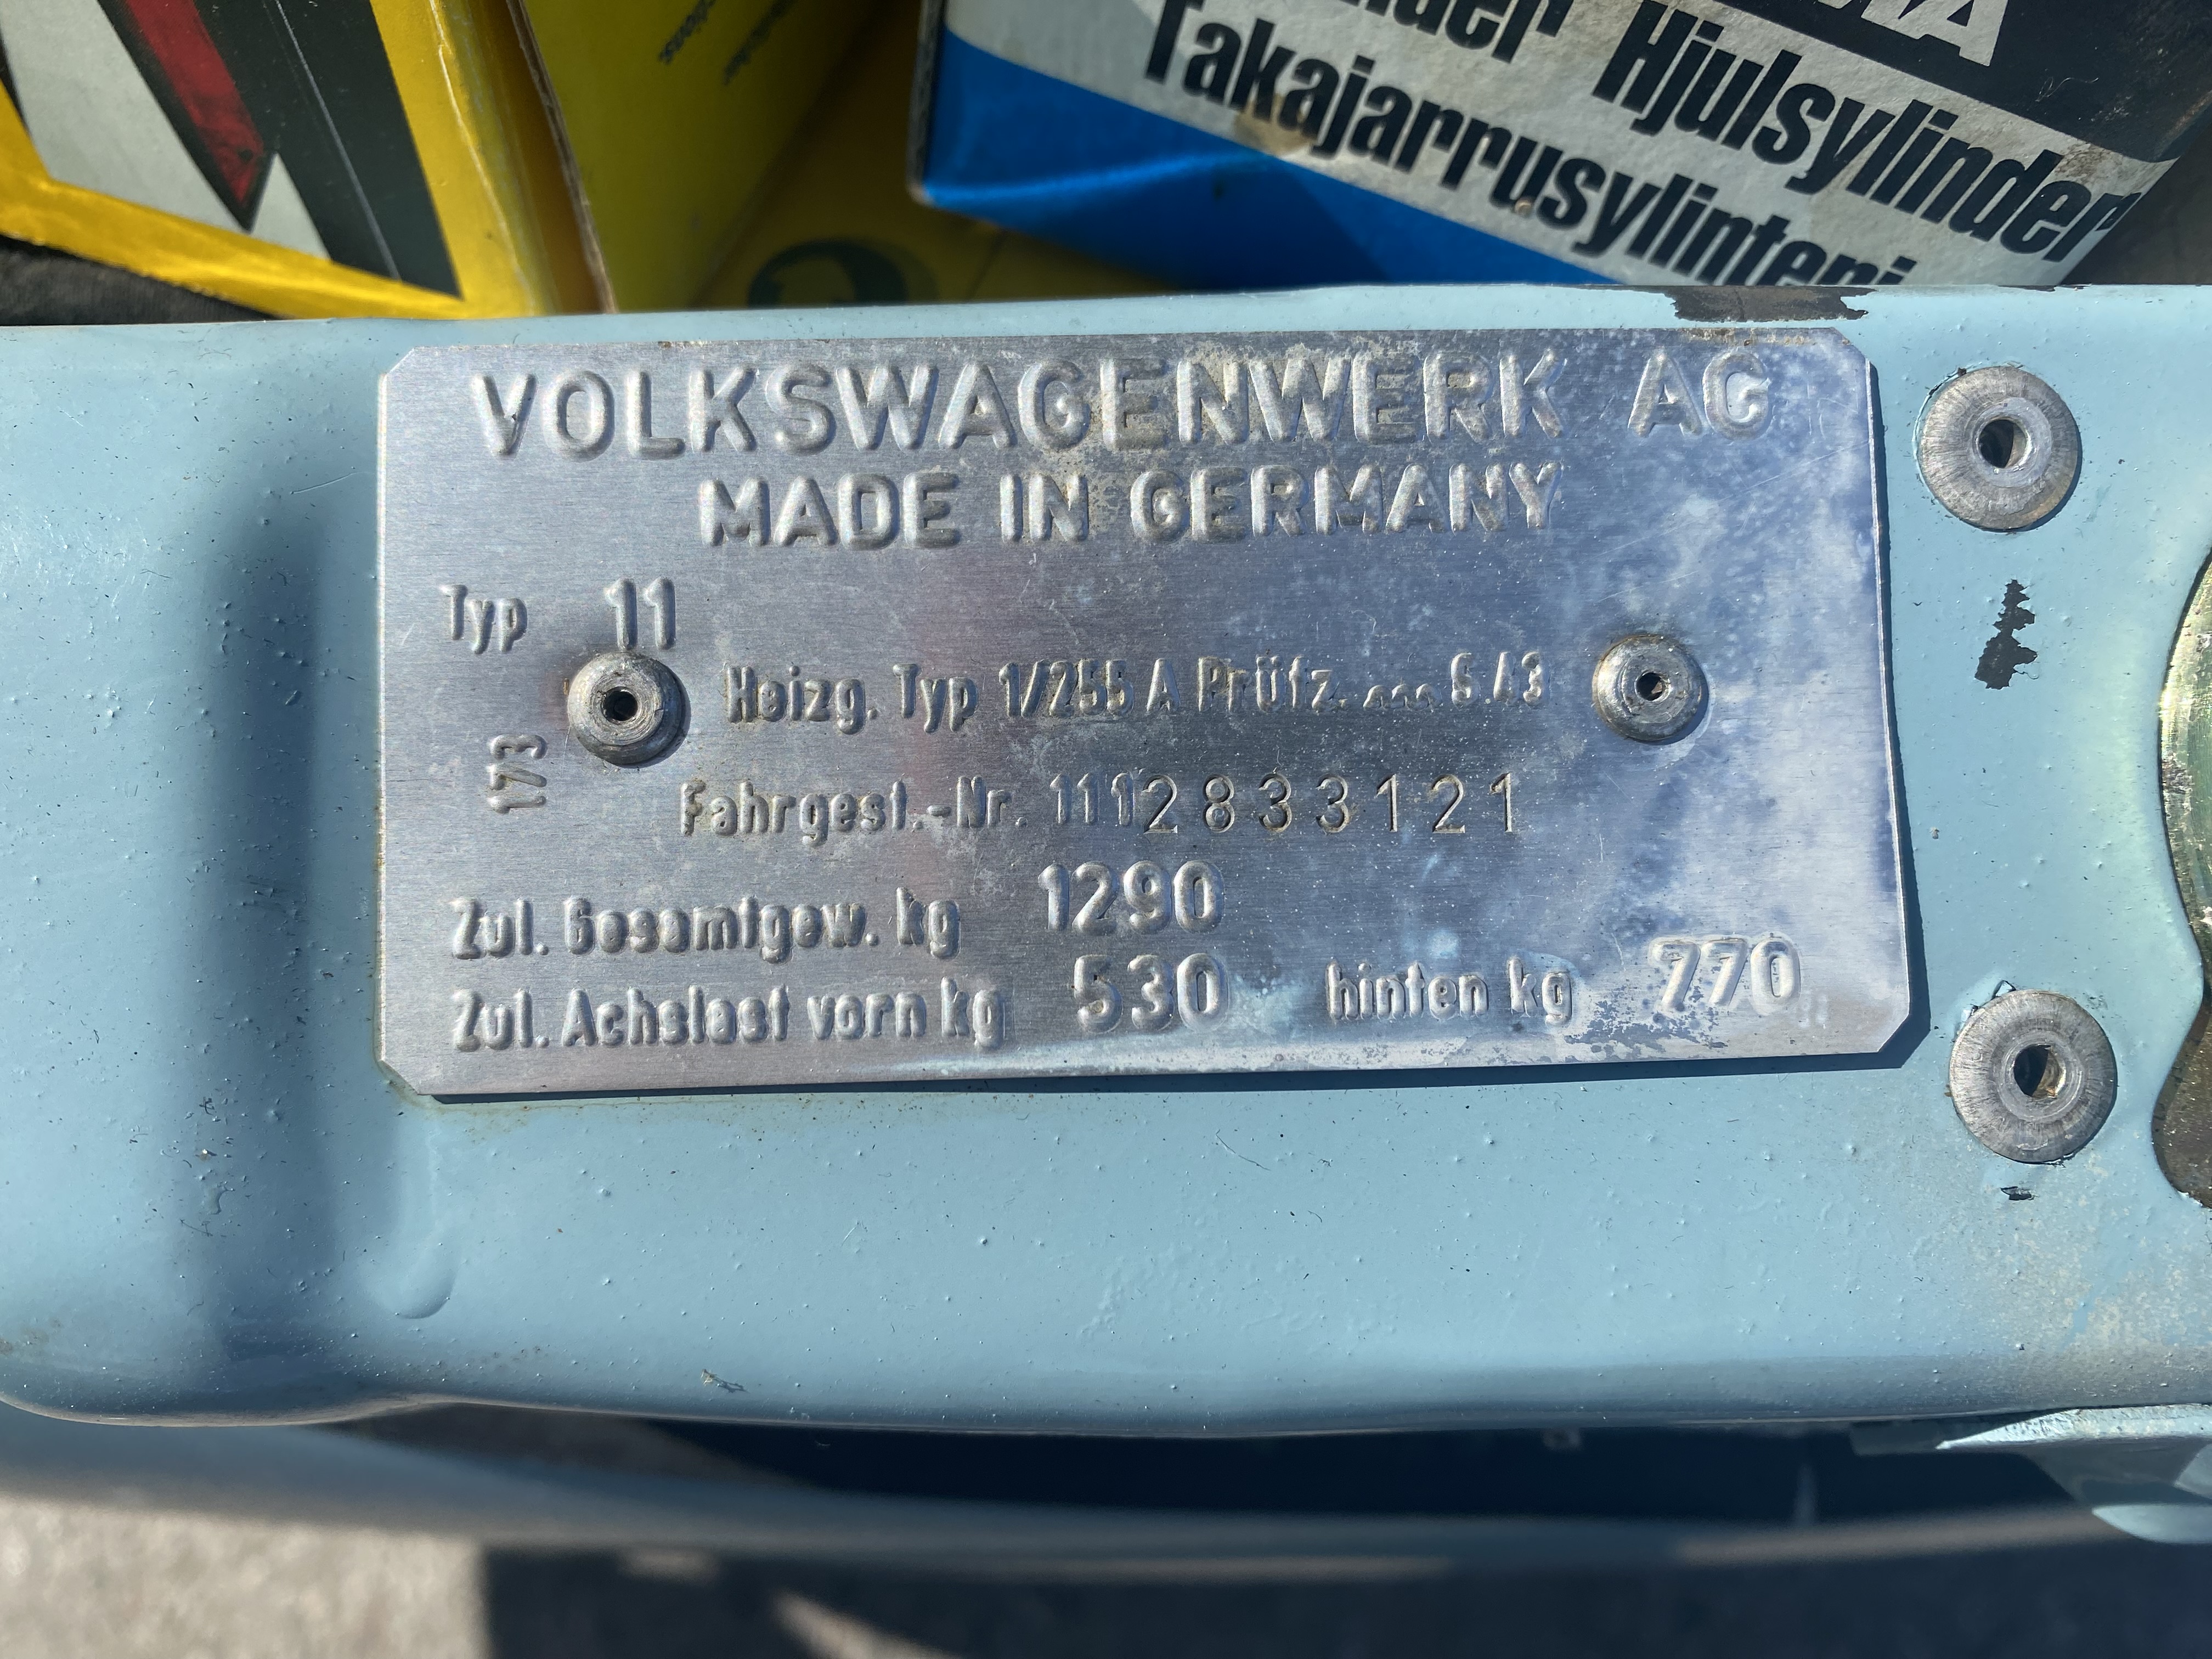 Hjulsylinder
Takajarrusylinteri
VOLKSWAGENWERK AG
MADE IN GERMANY
Typ 11
Heizg. Typ 1/255 A Prüfz. ~~~ S 43
173
Fahrgest.-Nr. 1112833121
Zul. Gesamtgew. kg 1290
Zul. Achslast vorn kg 530 hinten kg 770